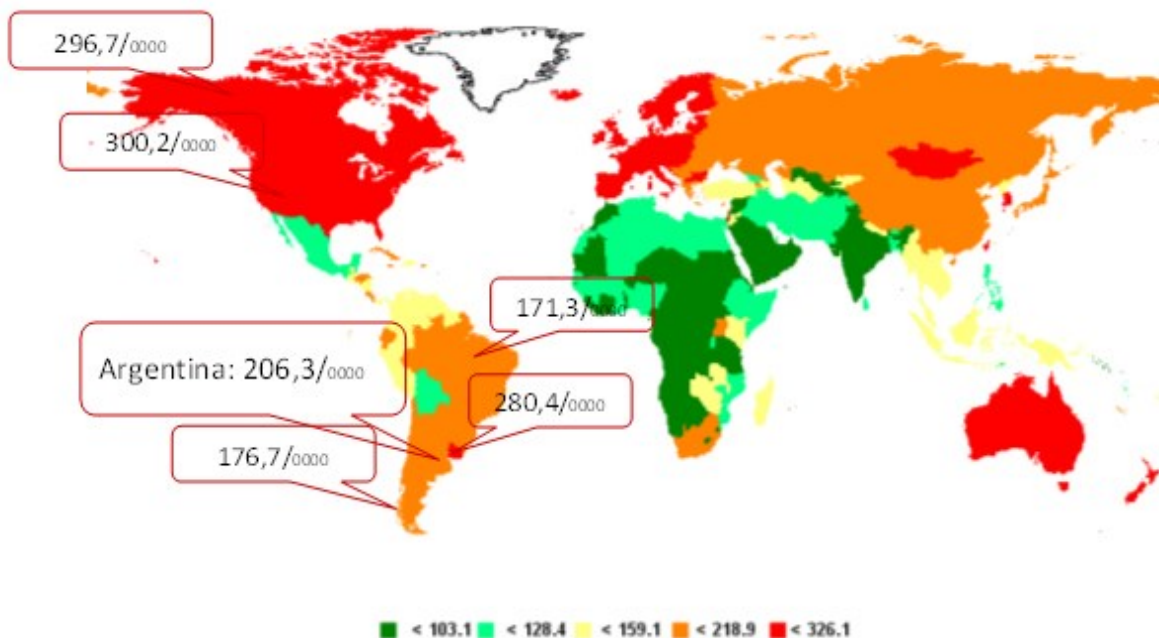 296,7/0000
300,2/0000
171,3/0000
Argentina: 206,3/0000
280,4/0000
176,7/0000
< 103.1 < 128.4 < 159.1 < 218.9 < 326.1